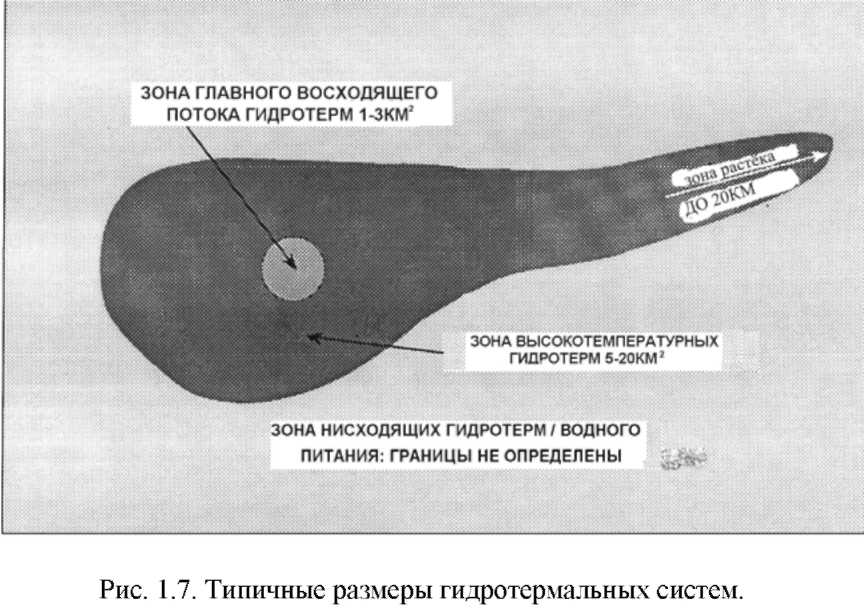 ЗОНА ГЛАВНОГО ВОСХОДЯЩЕГО
ПОТОКА ГИДРОТЕРМ 1-3КМ²
зона растёка
ДО 20КМ
ЗОНА ВЫСОКОТЕМПЕРАТУРНЫХ
ГИДРОТЕРМ 5-20КМ²
ЗОНА НИСХОДЯЩИХ ГИДРОТЕРМ / ВОДНОГО
ПИТАНИЯ: ГРАНИЦЫ НЕ ОПРЕДЕЛЕНЫ
Рис. 1.7. Типичные размеры гидротермальных систем.